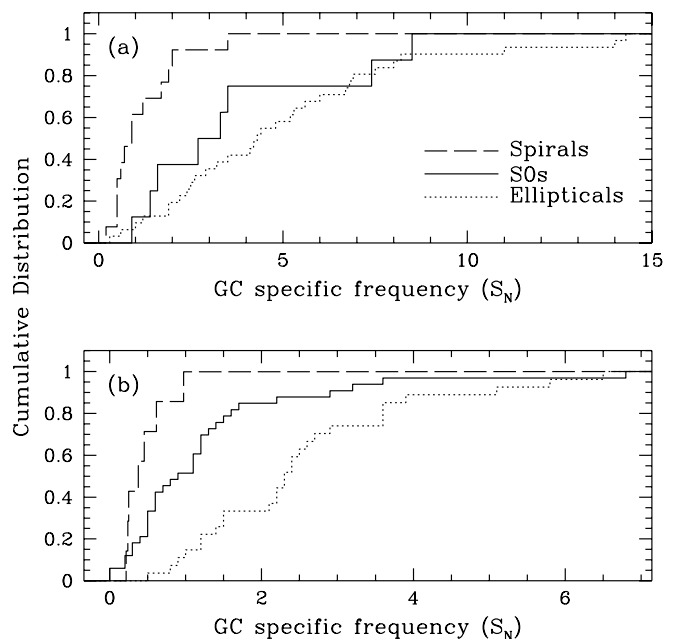 Cumulative Distribution
(a)
1
0.8
0.6
0.4
0.2
0
Spirals
S0s
Ellipticals
0 5 10 15
GC specific frequency (S_N)
(b)
1
0.8
0.6
0.4
0.2
0
0 2 4 6
GC specific frequency (S_N)